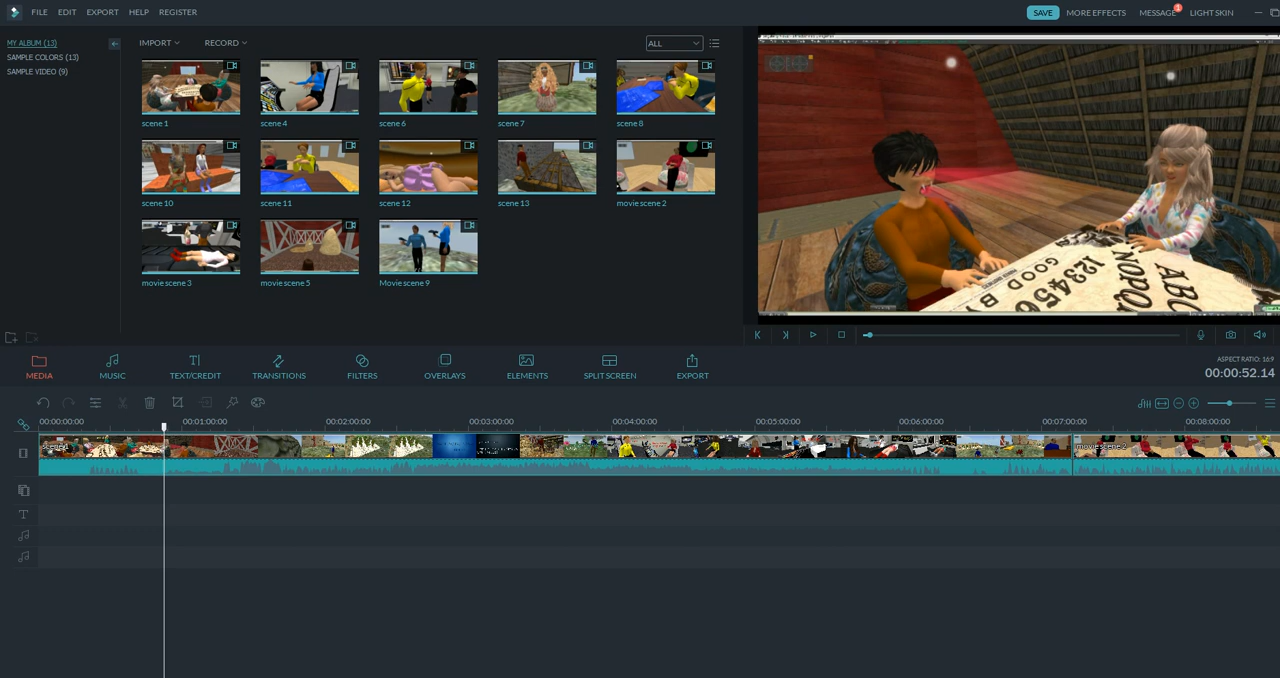 FILE EDIT EXPORT HELP REGISTER
SAVE MORE EFFECTS MESSAGE 1 LIGHT SKIN
MY ALBUM (13)
SAMPLE COLORS (13)
SAMPLE VIDEO (9)
IMPORT RECORD ALL
scene 1 scene 4 scene 6 scene 7 scene 8
scene 10 scene 11 scene 12 scene 13 movie scene 2
movie scene 3 movie scene 5 Movie scene 9
GOOD B
123456
NOPQ
ABC
MEDIA MUSIC TEXT/CREDIT TRANSITIONS FILTERS OVERLAYS ELEMENTS SPLIT SCREEN EXPORT
ASPECT RATIO: 16:9
00:00:52.14
00:00:00:00 00:01:00:00 00:02:00:00 00:03:00:00 00:04:00:00 00:05:00:00 00:06:00:00 00:07:00:00 00:08:00:00
movie scene 2